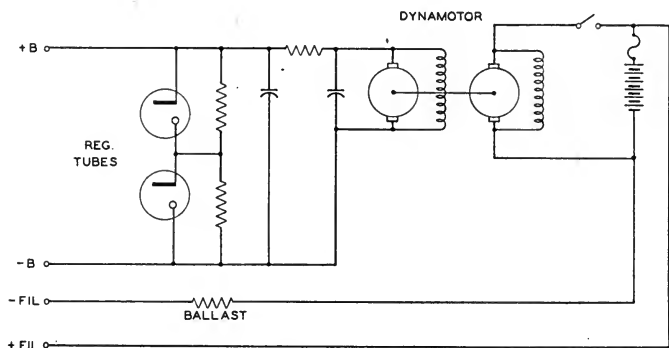 DYNAMOTOR
+B
REG.
TUBES
-B
-FIL
BALLAST
+FIL